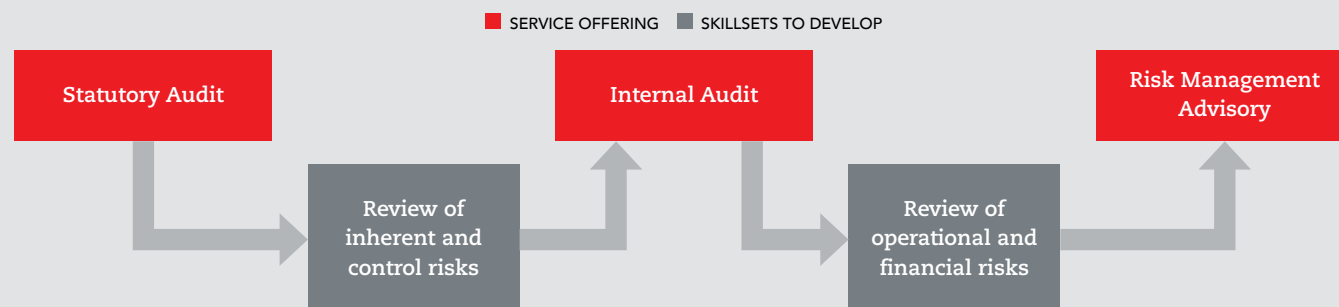 SERVICE OFFERING
SKILLSETS TO DEVELOP
Statutory Audit
Review of
inherent and
control risks
Internal Audit
Review of
operational and
financial risks
Risk Management
Advisory